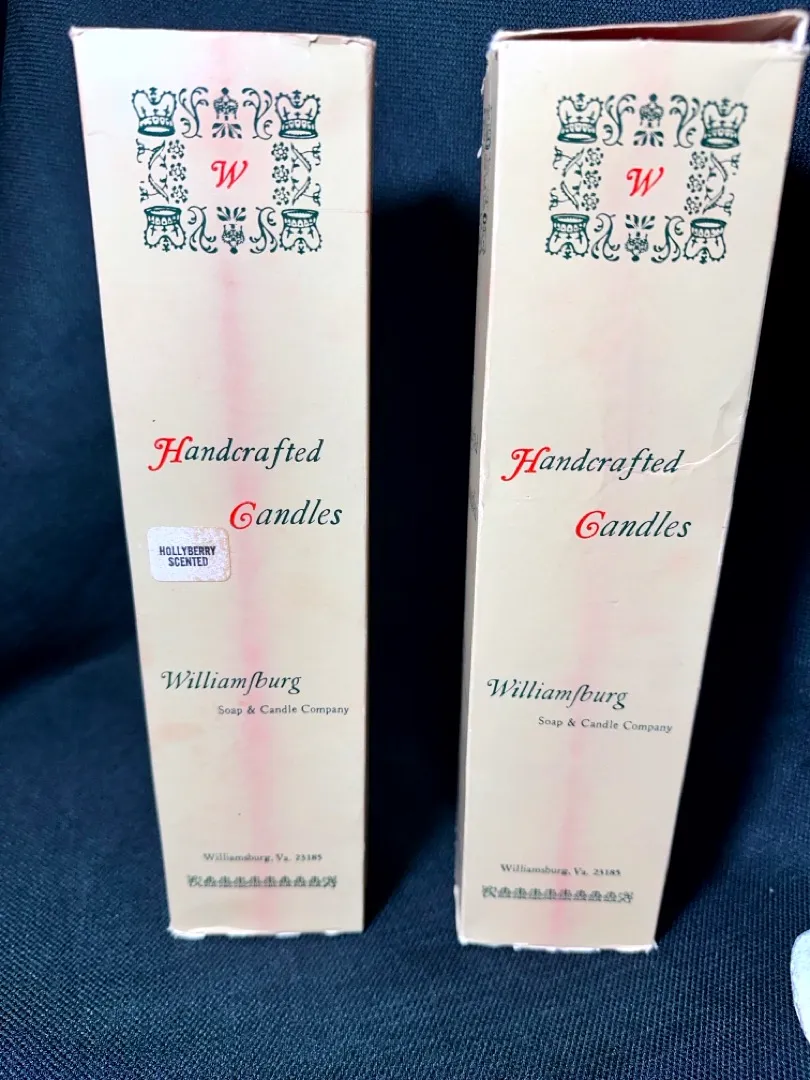 W
Handcrafted
Candles
HOLLYBERRY
SCENTED
Williamſburg
Soap & Candle Company
Williamsburg, Va. 23185
W
Handcrafted
Candles
Williamſburg
Soap & Candle Company
Williamsburg, Va. 23185